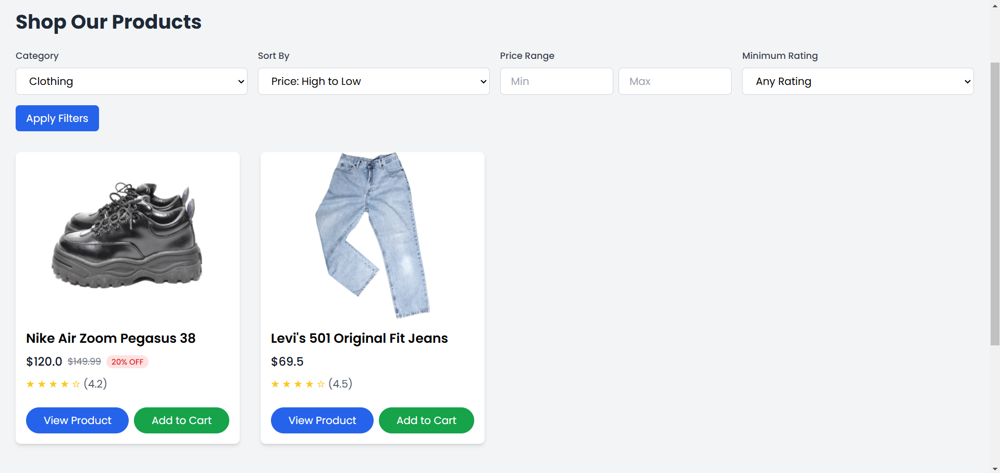 Shop Our Products
Category
Sort By
Price Range
Minimum Rating
Clothing
Price: High to Low
Min
Max
Any Rating
Apply Filters
Nike Air Zoom Pegasus 38
$120.0 $149.99 20% OFF
★ ★ ★ ★ ☆ (4.2)
View Product
Add to Cart
Levi's 501 Original Fit Jeans
$69.5
★ ★ ★ ★ ☆ (4.5)
View Product
Add to Cart